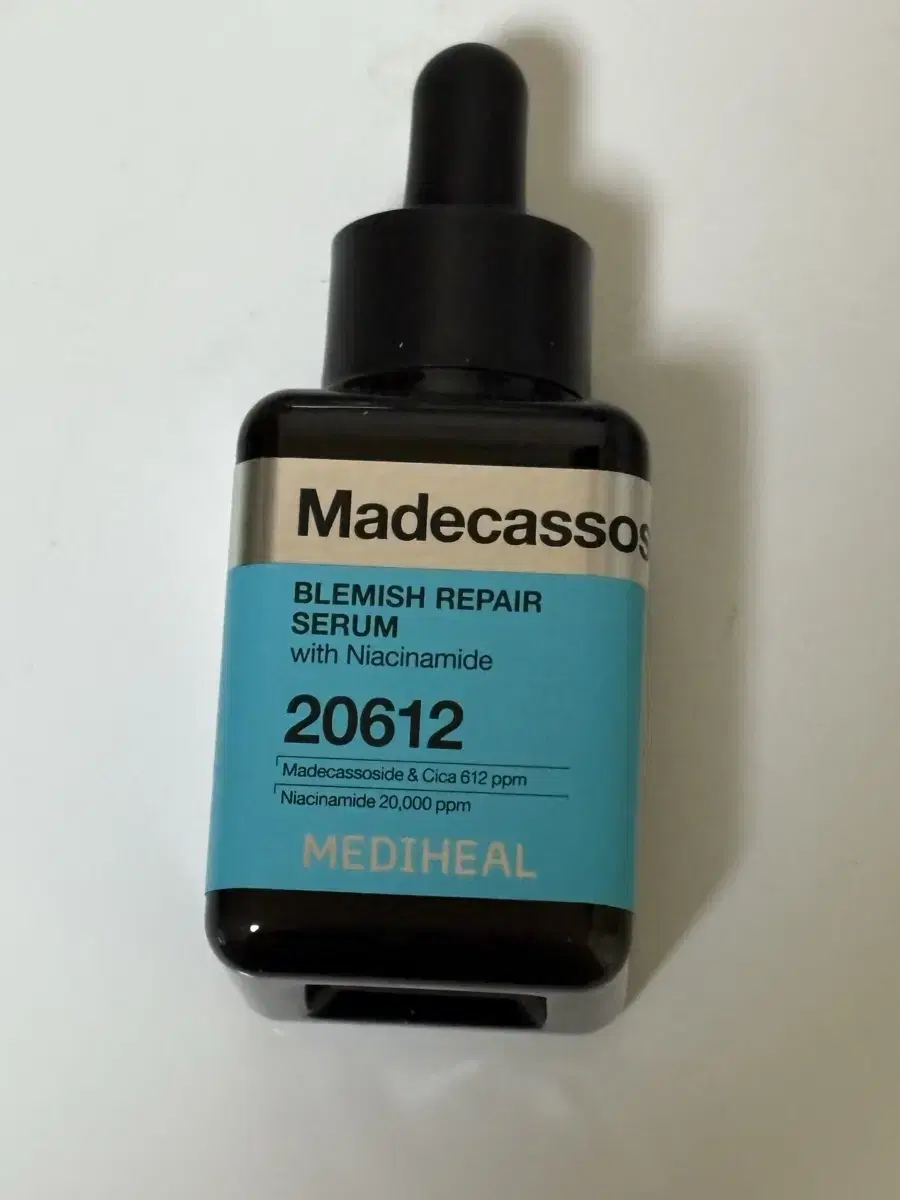 Madecassos
BLEMISH REPAIR
SERUM
with Niacinamide
20612
Madecassoside & Cica 612 ppm
Niacinamide 20,000 ppm
MEDIHEAL